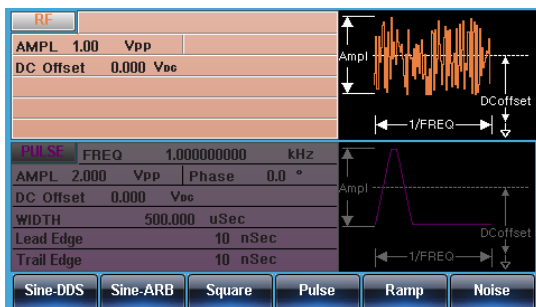 RF
AMPL 1.00 Vpp
DC Offset 0.000 VDC
Ampl
DCoffset
1/FREQ
PULSE FREQ 1.000000000 kHz
AMPL 2.000 Vpp Phase 0.0 °
DC Offset 0.000 VDC
WIDTH 500.000 uSec
Lead Edge 10 nSec
Trail Edge 10 nSec
Ampl
DCoffset
1/FREQ
Sine-DDS Sine-ARB Square Pulse Ramp Noise